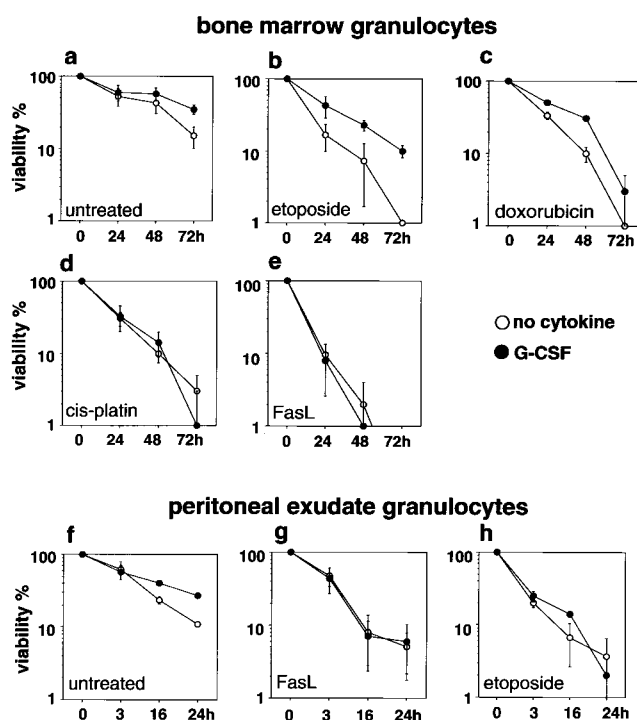 bone marrow granulocytes
a
b
c
viability %
100
10
1
untreated
0 24 48 72h
100
10
1
etoposide
0 24 48 72h
100
10
1
doxorubicin
0 24 48 72h
d
e
viability %
100
10
1
cis-platin
0 24 48 72h
100
10
1
FasL
0 24 48 72h
no cytokine
G-CSF
peritoneal exudate granulocytes
f
g
h
viability %
100
10
1
untreated
0 3 16 24h
100
10
1
FasL
0 3 16 24h
100
10
1
etoposide
0 3 16 24h